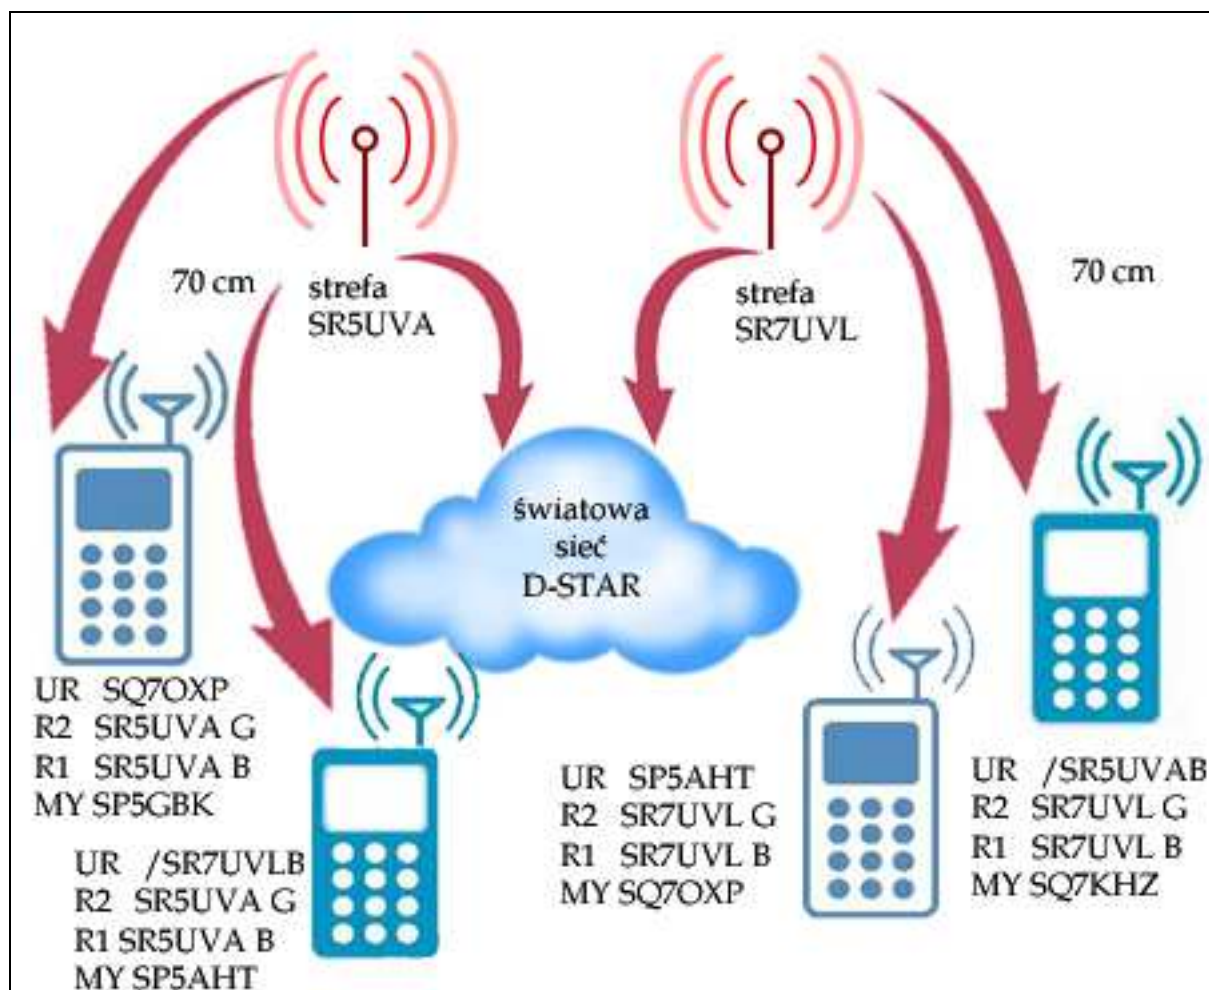 70 cm
strefa
SR5UVA
strefa
SR7UVL
70 cm
światowa
sieć
D-STAR
UR SQ7OXP
R2 SR5UVA G
R1 SR5UVA B
MY SP5GBK
UR /SR7UVLB
R2 SR5UVA G
R1 SR5UVA B
MY SP5AHT
UR SP5AHT
R2 SR7UVL G
R1 SR7UVL B
MY SQ7OXP
UR /SR5UVAB
R2 SR7UVL G
R1 SR7UVL B
MY SQ7KHZ